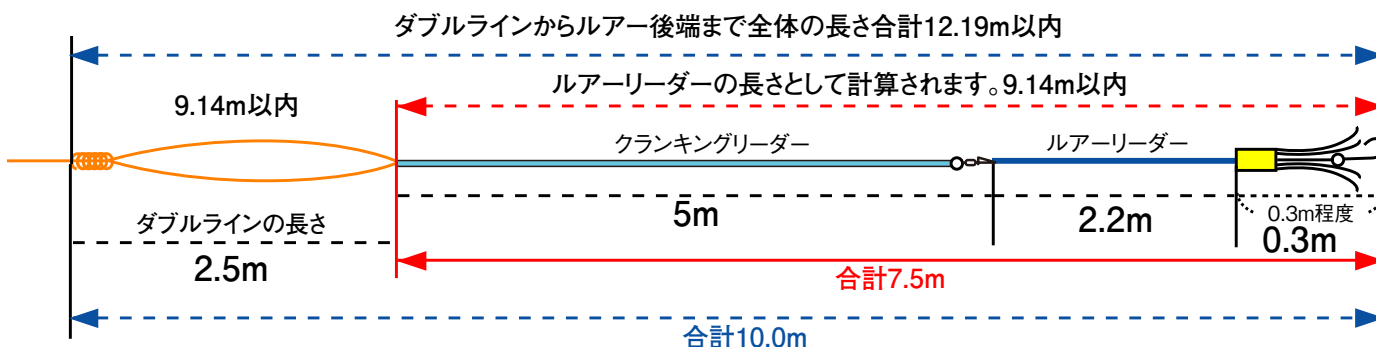 ダブルラインからルアー後端まで全体の長さ合計12.19m以内
ルアーリーダーの長さとして計算されます。9.14m以内
9.14m以内
クランキングリーダー
ルアーリーダー
ダブルラインの長さ
2.5m
5m
2.2m
0.3m程度
0.3m
合計7.5m
合計10.0m